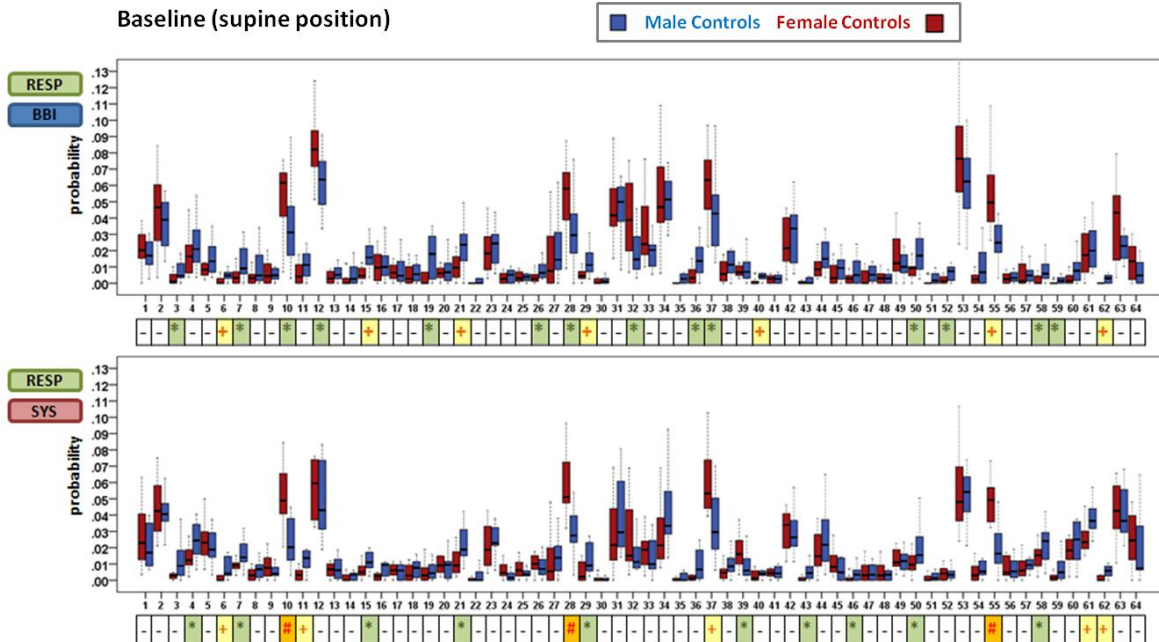 Baseline (supine position)
Male Controls Female Controls
RESP
BBI
probability
.13
.12
.11
.10
.09
.08
.07
.06
.05
.04
.03
.02
.01
.00
1 2 3 4 5 6 7 8 9 10 11 12 13 14 15 16 17 18 19 20 21 22 23 24 25 26 27 28 29 30 31 32 33 34 35 36 37 38 39 40 41 42 43 44 45 46 47 48 49 50 51 52 53 54 55 56 57 58 59 60 61 62 63 64
- - * - - + * - - * - * - - + - - - * - + - - - - * - * + - - * - - - * * - - + - - - - - - - - - * - * - - + - - * * - - + - -
RESP
SYS
probability
.13
.12
.11
.10
.09
.08
.07
.06
.05
.04
.03
.02
.01
.00
1 2 3 4 5 6 7 8 9 10 11 12 13 14 15 16 17 18 19 20 21 22 23 24 25 26 27 28 29 30 31 32 33 34 35 36 37 38 39 40 41 42 43 44 45 46 47 48 49 50 51 52 53 54 55 56 57 58 59 60 61 62 63 64
- - - * - + * - - # + - - - * - - - - - * - - - - - - # * - - - - - - - + - * - - - * - - * - - - * - - - - # - - * - - + + - -